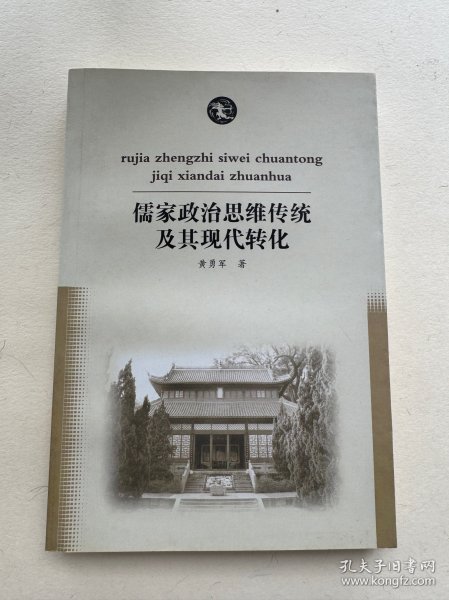 rujia zhengzhi siwei chuantong
jiqi xiandai zhuanhua
儒家政治思维传统
及其现代转化
黄勇军 著
孔夫子旧书网
www.kongfz.com